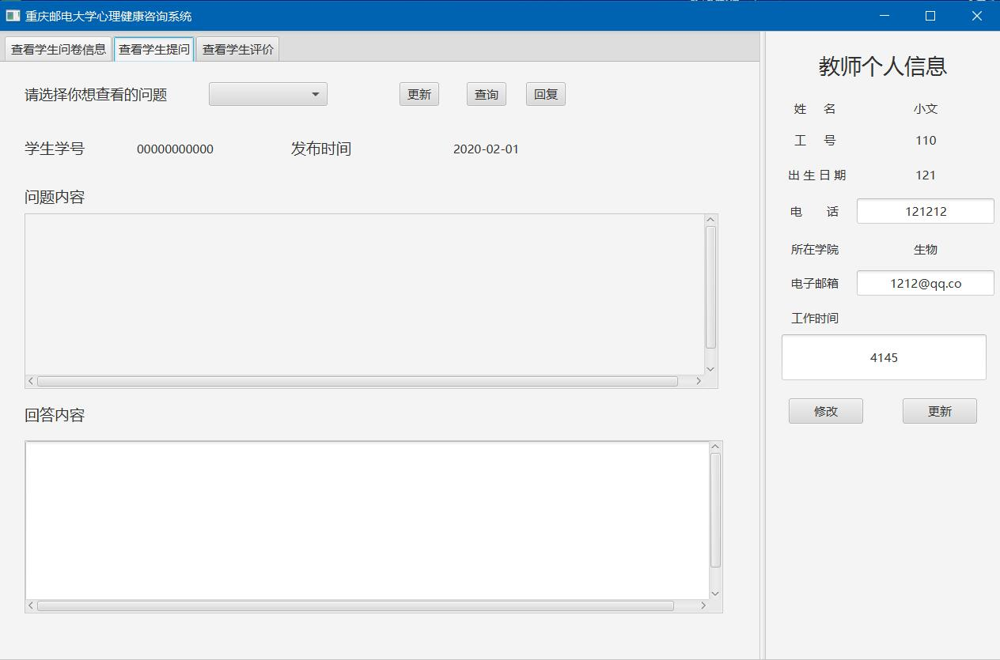 重庆邮电大学心理健康咨询系统
查看学生问卷信息 查看学生提问 查看学生评价
请选择你想查看的问题 更新 查询 回复
学生学号 00000000000 发布时间 2020-02-01
问题内容
回答内容
教师个人信息
姓 名 小文
工 号 110
出 生 日 期 121
电 话 121212
所在学院 生物
电子邮箱 1212@qq.co
工作时间
4145
修改 更新